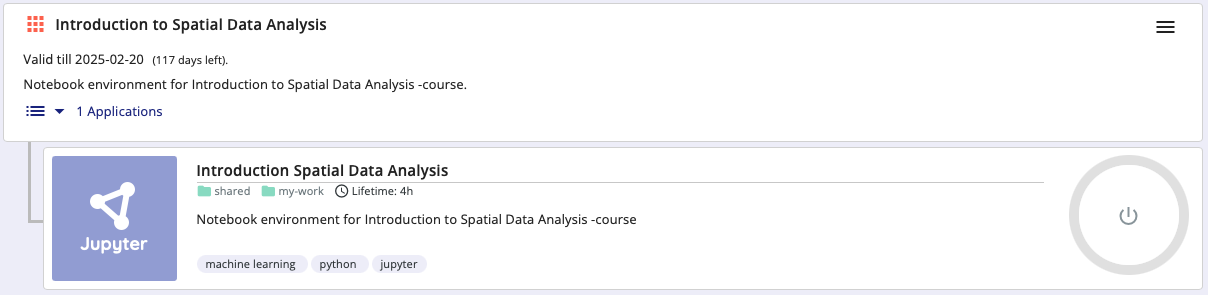 Introduction to Spatial Data Analysis
Valid till 2025-02-20 (117 days left).
Notebook environment for Introduction to Spatial Data Analysis -course.
1 Applications
Jupyter
Introduction Spatial Data Analysis
shared my-work Lifetime: 4h
Notebook environment for Introduction to Spatial Data Analysis -course
machine learning python jupyter